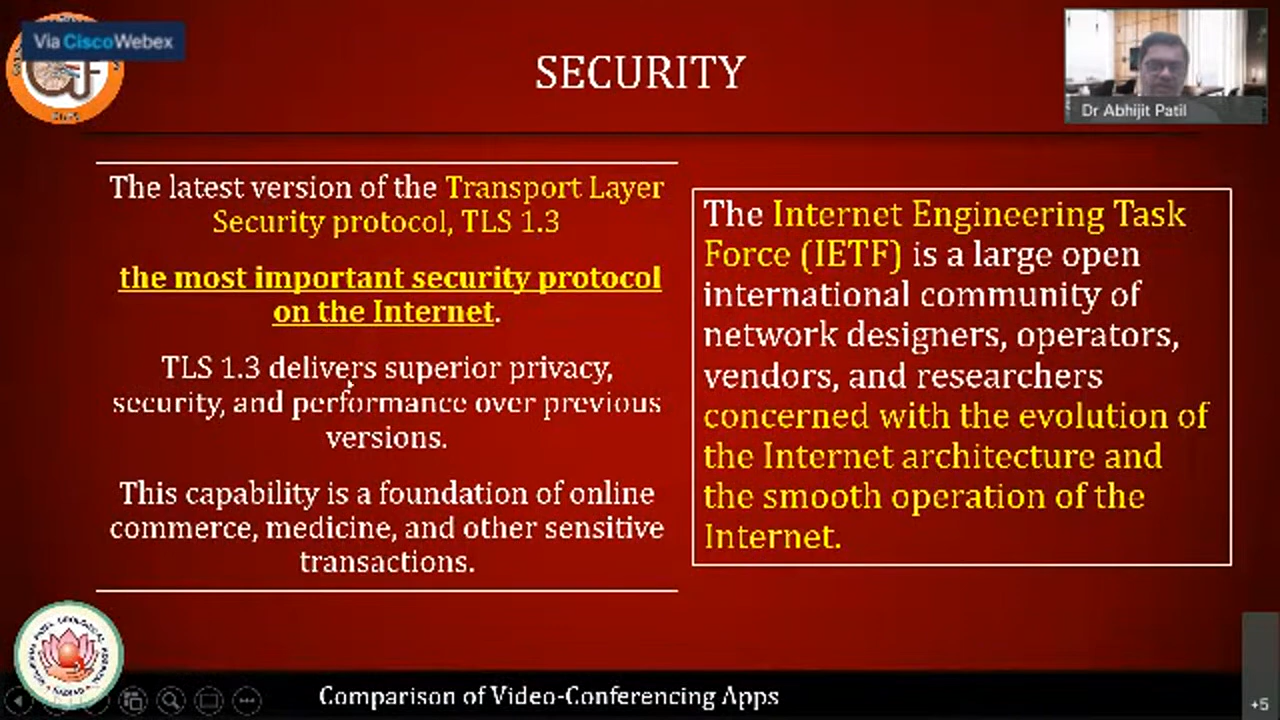 Via CiscoWebex
SECURITY
Dr Abhijit Patil
The latest version of the Transport Layer
Security protocol, TLS 1.3
the most important security protocol
on the Internet.
TLS 1.3 delivers superior privacy,
security, and performance over previous
versions.
This capability is a foundation of online
commerce, medicine, and other sensitive
transactions.
The Internet Engineering Task
Force (IETF) is a large open
international community of
network designers, operators,
vendors, and researchers
concerned with the evolution of
the Internet architecture and
the smooth operation of the
Internet.
Comparison of Video-Conferencing Apps
+5